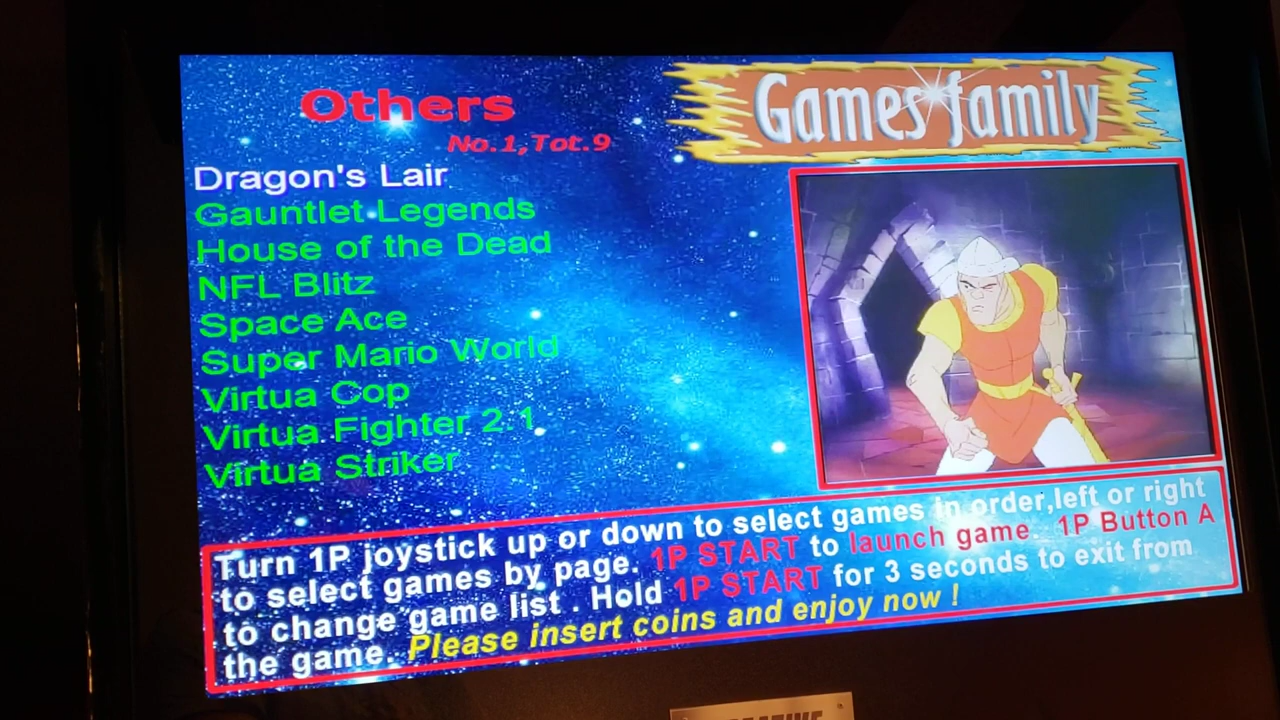 Others
No.1,Tot.9
Games family
Dragon's Lair
Gauntlet Legends
House of the Dead
NFL Blitz
Space Ace
Super Mario World
Virtua Cop
Virtua Fighter 2.1
Virtua Striker
Turn 1P joystick up or down to select games in order,left or right
to select games by page. 1P START to launch game. 1P Button A
to change game list . Hold 1P START for 3 seconds to exit from
the game. Please insert coins and enjoy now !